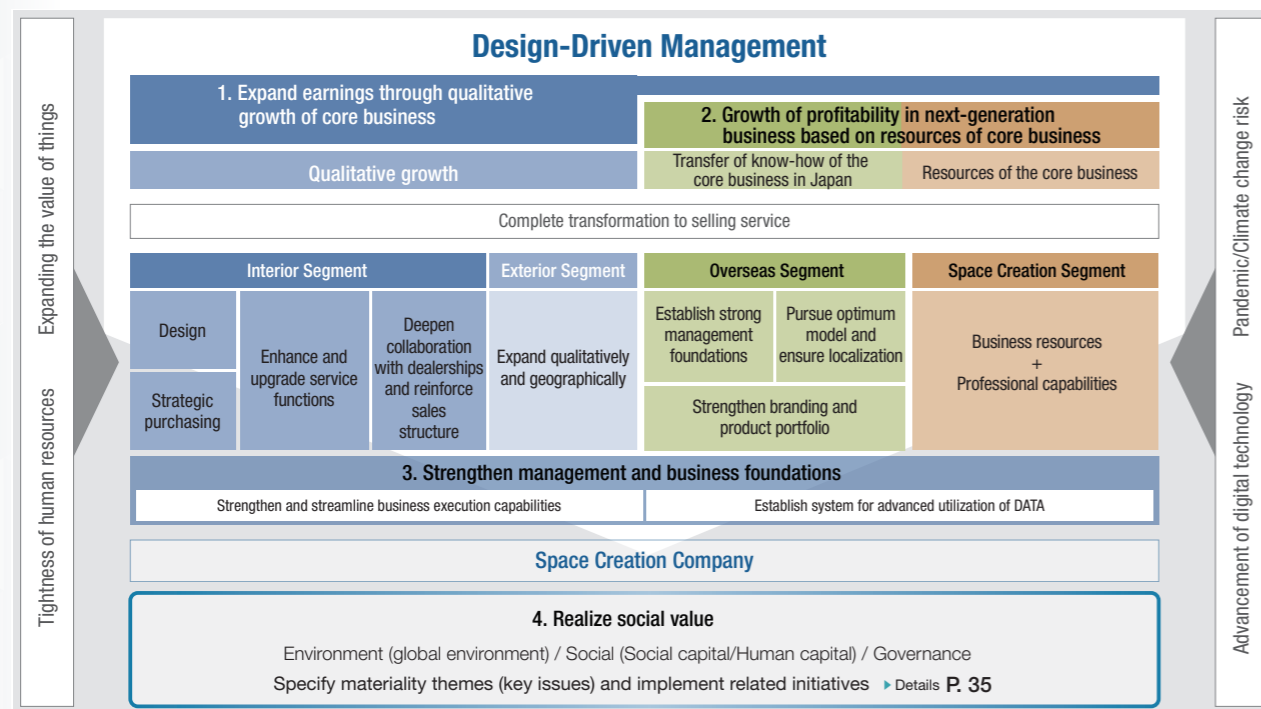 Design-Driven Management
Expanding the value of things
Tightness of human resources
1. Expand earnings through qualitative
growth of core business
2. Growth of profitability in next-generation
business based on resources of core business
Qualitative growth
Transfer of know-how of the
core business in Japan
Resources of the core business
Complete transformation to selling service
Interior Segment
Exterior Segment
Overseas Segment
Space Creation Segment
Design
Strategic
purchasing
Enhance and
upgrade service
functions
Deepen
collaboration
with dealerships
and reinforce
sales
structure
Expand qualitatively
and geographically
Establish strong
management
foundations
Pursue optimum
model and
ensure localization
Strengthen branding and
product portfolio
Business resources
+
Professional capabilities
3. Strengthen management and business foundations
Strengthen and streamline business execution capabilities
Establish system for advanced utilization of DATA
Space Creation Company
4. Realize social value
Environment (global environment) / Social (Social capital/Human capital) / Governance
Specify materiality themes (key issues) and implement related initiatives ▶ Details P. 35
Pandemic/Climate change risk
Advancement of digital technology